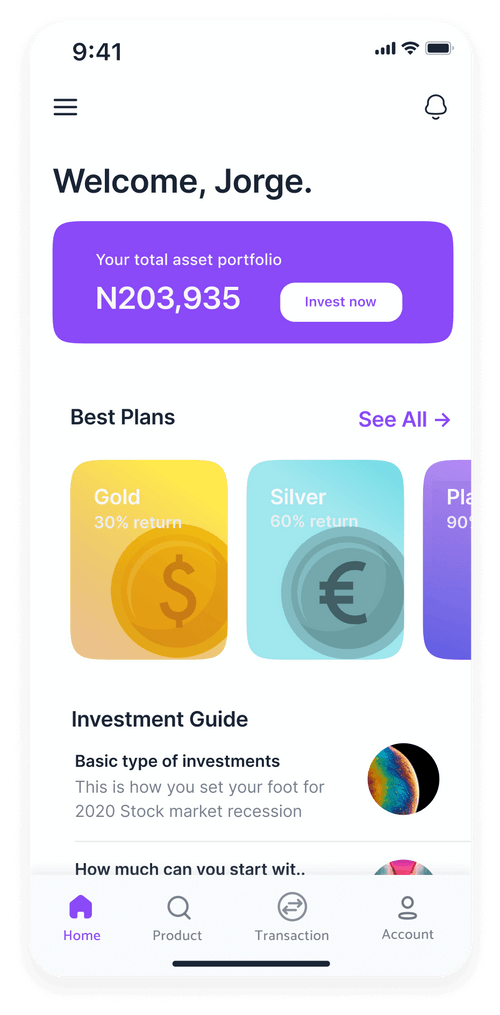 9:41
Welcome, Jorge.
Your total asset portfolio
N203,935
Invest now
Best Plans
See All →
Gold
30% return
Silver
60% return
Pla
90%
Investment Guide
Basic type of investments
This is how you set your foot for
2020 Stock market recession
How much can you start wit..
Home
Product
Transaction
Account